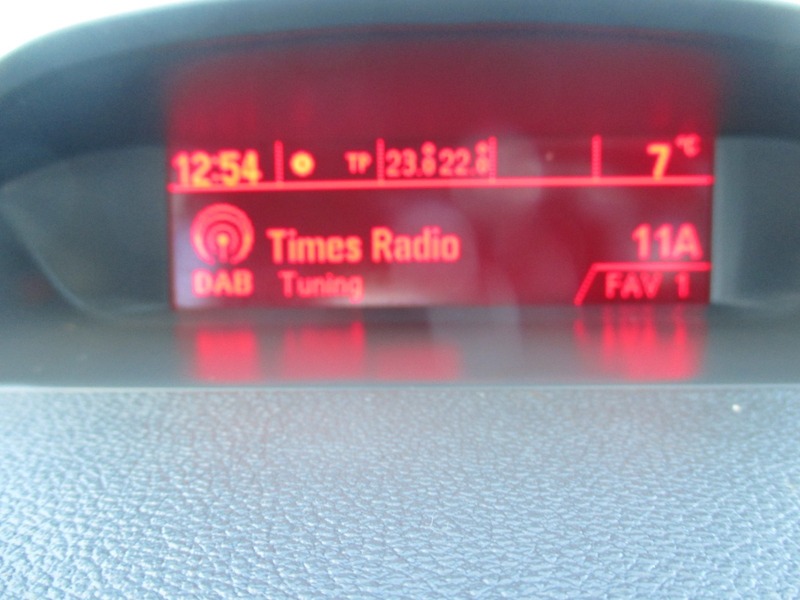 12:54 TP 23.0° 22.0° 7 °C
Times Radio 11A
DAB Tuning FAV 1